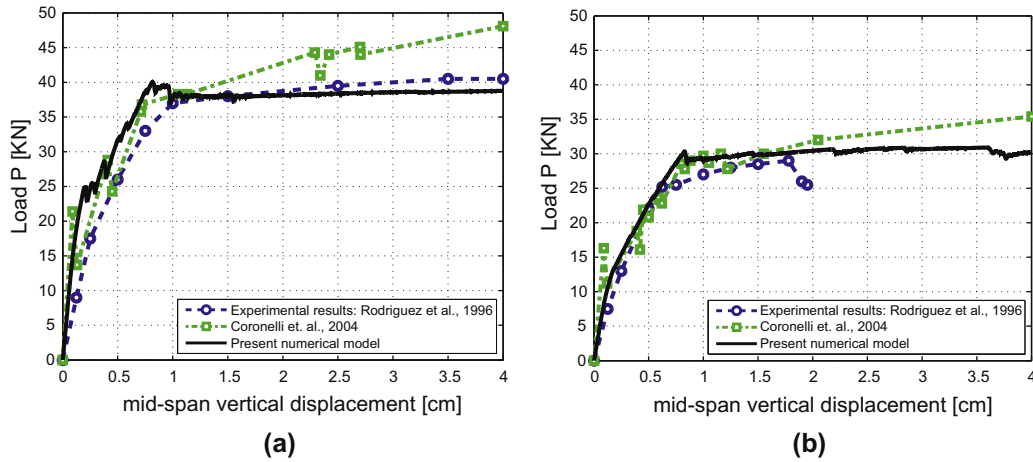 50
45
40
35
30
25
20
15
10
5
0
Load P [KN]
0 0.5 1 1.5 2 2.5 3 3.5 4
mid-span vertical displacement [cm]
Experimental results: Rodriguez et al., 1996
Coronelli et. al., 2004
Present numerical model
(a)
50
45
40
35
30
25
20
15
10
5
0
Load P [KN]
0 0.5 1 1.5 2 2.5 3 3.5 4
mid-span vertical displacement [cm]
Experimental results: Rodriguez et al., 1996
Coronelli et. al., 2004
Present numerical model
(b)